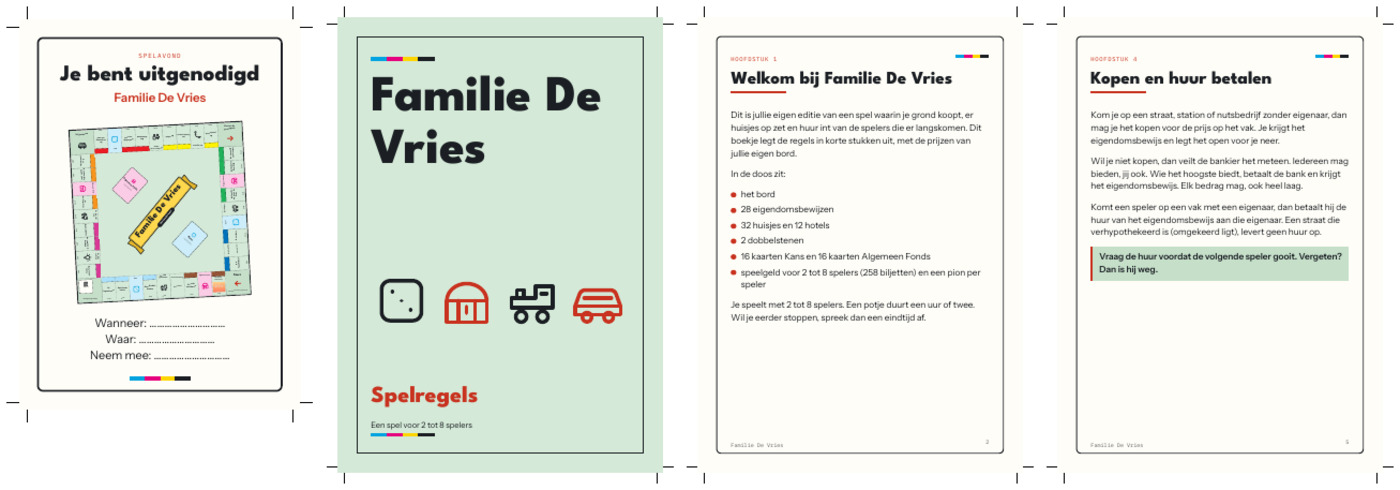 SPELAVOND
Je bent uitgenodigd
Familie De Vries
Familie De Vries
Wanneer: ...............................
Waar: ...............................
Neem mee: ...............................
Familie De
Vries
Spelregels
Een spel voor 2 tot 8 spelers
HOOFDSTUK 1
Welkom bij Familie De Vries
Dit is jullie eigen editie van een spel waarin je grond koopt, er
huisjes op zet en huur int van de spelers die er langskomen. Dit
boekje legt de regels in korte stukken uit, met de prijzen van
jullie eigen bord.
In de doos zit:
het bord
28 eigendomsbewijzen
32 huisjes en 12 hotels
2 dobbelstenen
16 kaarten Kans en 16 kaarten Algemeen Fonds
speelgeld voor 2 tot 8 spelers (258 biljetten) en een pion per
speler
Je speelt met 2 tot 8 spelers. Een potje duurt een uur of twee.
Wil je eerder stoppen, spreek dan een eindtijd af.
Familie De Vries
2
HOOFDSTUK 4
Kopen en huur betalen
Kom je op een straat, station of nutsbedrijf zonder eigenaar, dan
mag je het kopen voor de prijs op het vak. Je krijgt het
eigendomsbewijs en legt het open voor je neer.
Wil je niet kopen, dan veilt de bankier het meteen. Iedereen mag
bieden, jij ook. Wie het hoogste biedt, betaalt de bank en krijgt
het eigendomsbewijs. Elk bedrag mag, ook heel laag.
Komt een speler op een vak met een eigenaar, dan betaalt hij de
huur van het eigendomsbewijs aan die eigenaar. Een straat die
verhypothekeerd is (omgekeerd ligt), levert geen huur op.
Vraag de huur voordat de volgende speler gooit. Vergeten?
Dan is hij weg.
Familie De Vries
5